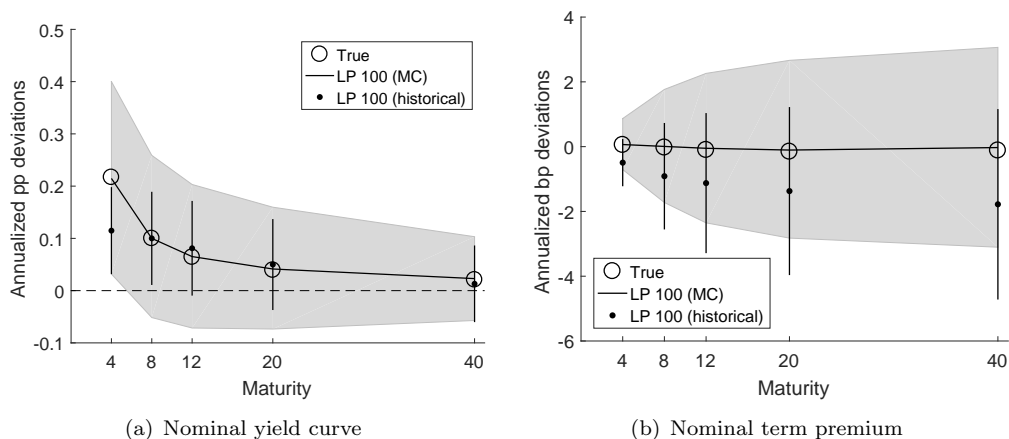 0.5
0.4
0.3
0.2
0.1
0
-0.1
Annualized pp deviations
True
LP 100 (MC)
LP 100 (historical)
4 8 12 20 40
Maturity
(a) Nominal yield curve
4
2
0
-2
-4
-6
Annualized bp deviations
True
LP 100 (MC)
LP 100 (historical)
4 8 12 20 40
Maturity
(b) Nominal term premium